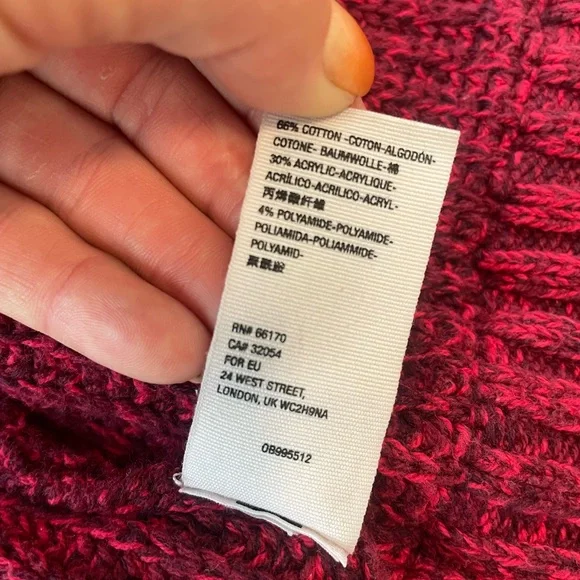 66% COTTON -COTON-ALGODÓN-
COTONE- BAUMWOLLE-棉
30% ACRYLIC-ACRYLIQUE-
ACRÍLICO-ACRILICO-ACRYL-
丙烯酸纤维
4% POLYAMIDE-POLYAMIDE-
POLIAMIDA-POLIAMMIDE-
POLYAMID-
聚酰胺
RN# 66170
CA# 32054
FOR EU
24 WEST STREET,
LONDON, UK WC2H9NA
OB995512